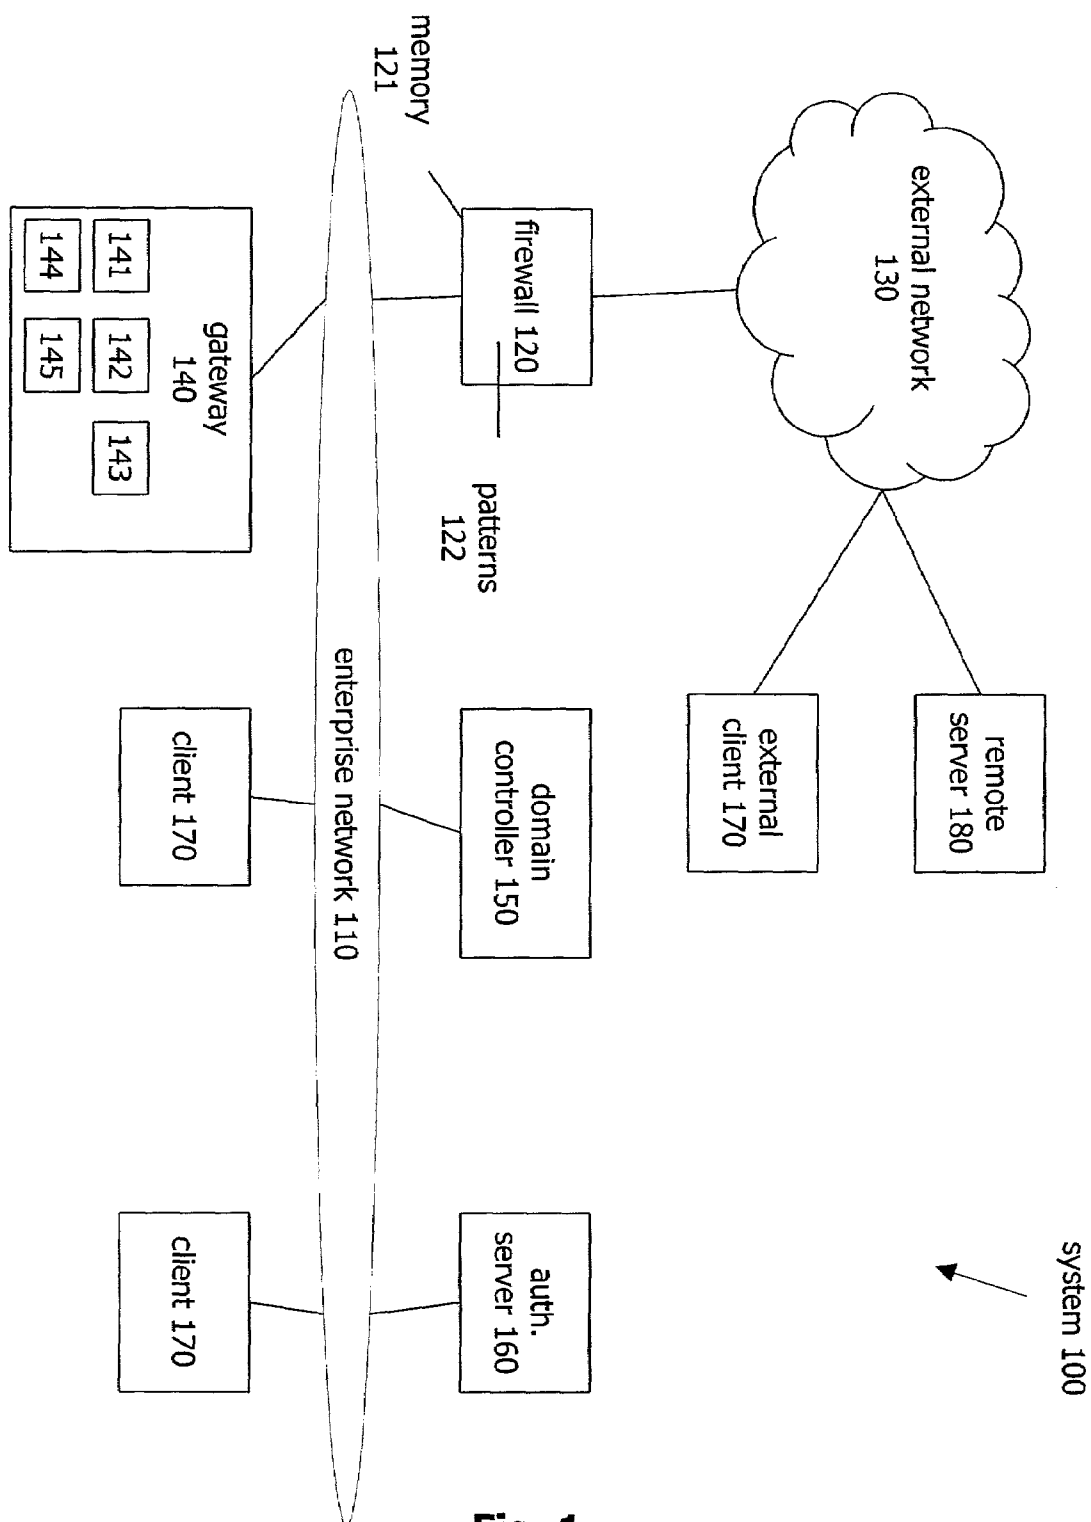 system 100
external network
130
remote
server 180
external
client 170
memory
121
firewall 120
patterns
122
domain
controller 150
auth.
server 160
enterprise network 110
gateway
140
141
142
143
144
145
client 170
client 170